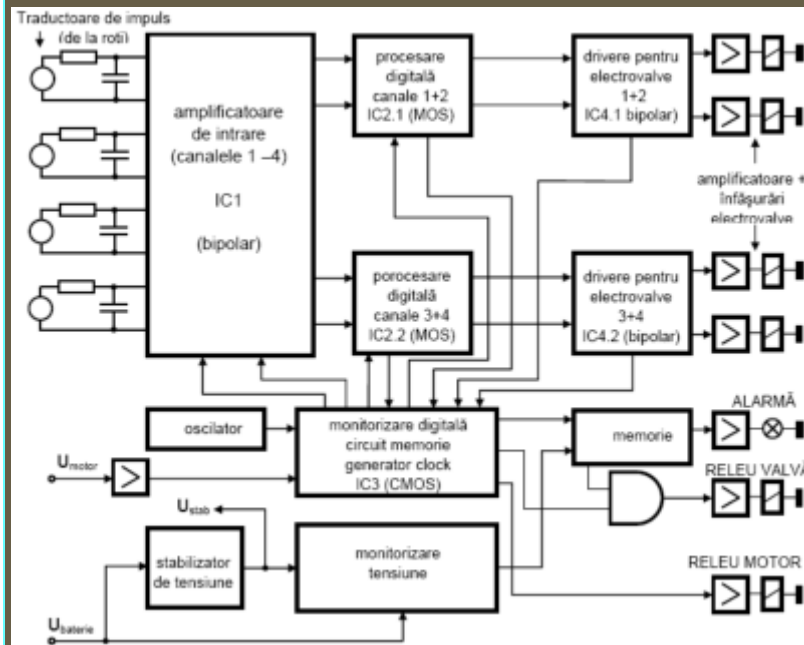 Traductoare de impuls
(de la roti)
amplificatoare
de intrare
(canalele 1 –4)
IC1
(bipolar)
procesare
digitală
canale 1+2
IC2.1 (MOS)
drivere pentru
electrovalve
1+2
IC4.1 bipolar)
amplificatoare +
înfăşurări
electrovalve
porocesare
digitală
canale 3+4
IC2.2 (MOS)
drivere pentru
electrovalve
3+4
IC4.2 (bipolar)
oscilator
monitorizare digitală
circuit memorie
generator clock
IC3 (CMOS)
memorie
ALARMĂ
RELEU VALVĂ
RELEU MOTOR
Umotor
>
Ustab
stabilizator
de tensiune
monitorizare
tensiune
Ubaterie